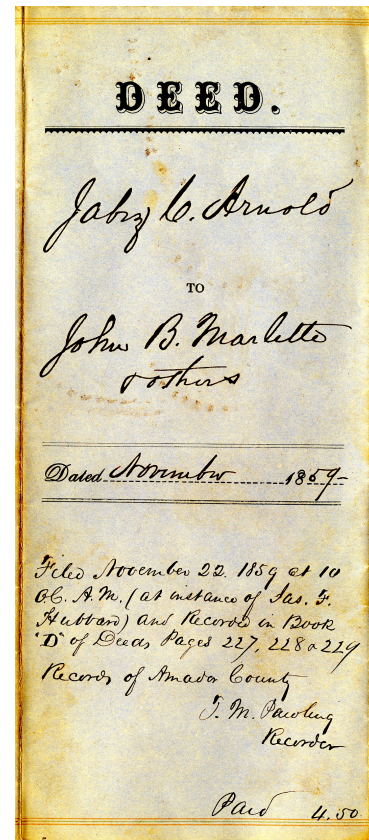 DEED.
Jabez C. Arnold
TO
John B. Marlette
& others
Dated November 1859-
Filed November 22. 1859 at 10
OC. A.M. (at instance of Jas. F.
Hubbard) and Recorded in Book
"D" of Deeds Pages 227, 228 & 229
Records of Amador County
T. M. Pawling
Recorder
Paid 4.50